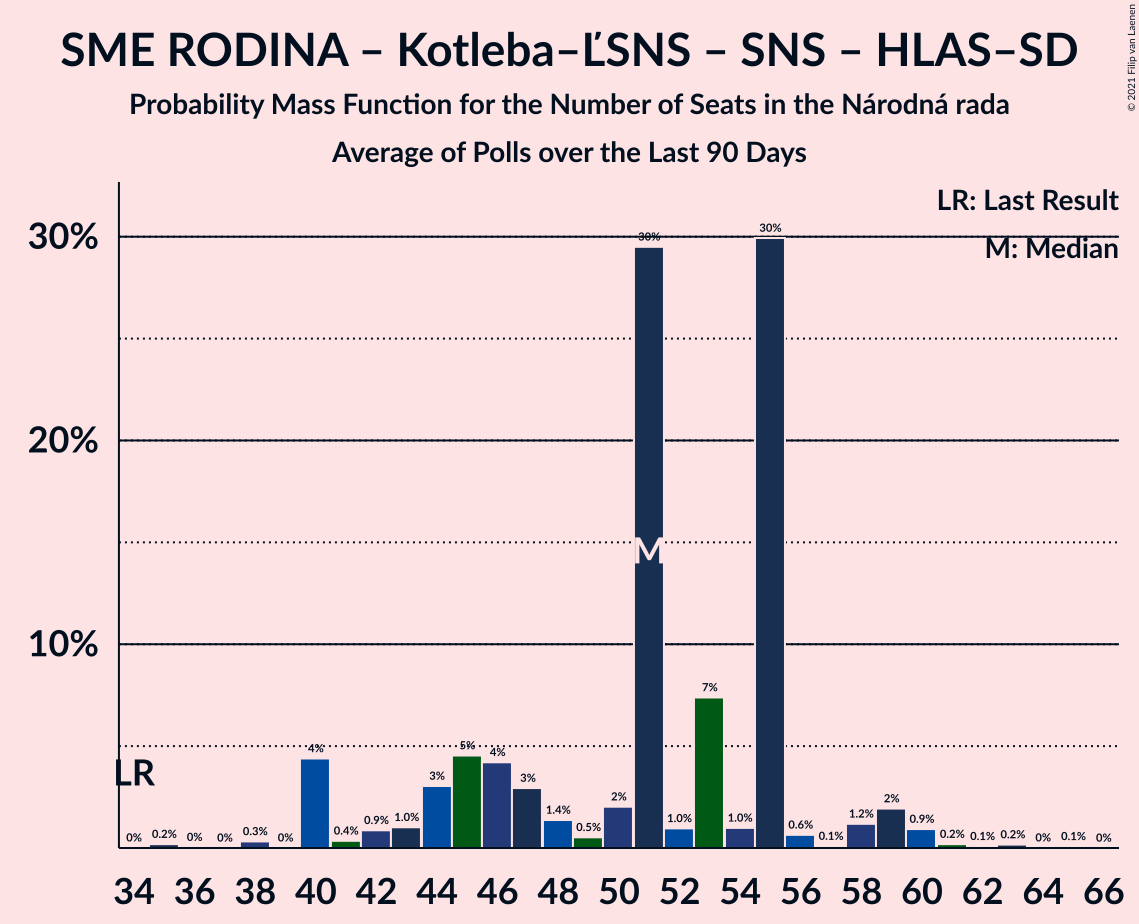 SME RODINA – Kotleba–ĽSNS – SNS – HLAS–SD
Probability Mass Function for the Number of Seats in the Národná rada
Average of Polls over the Last 90 Days
© 2021 Filip van Laenen
LR: Last Result
M: Median
30%
20%
10%
LR
M
0% 0.2% 0% 0% 0.3% 0% 4% 0.4% 0.9% 1.0% 3% 5% 4% 3% 1.4% 0.5% 2% 30% 1.0% 7% 1.0% 30% 0.6% 0.1% 1.2% 2% 0.9% 0.2% 0.1% 0.2% 0% 0.1% 0%
34 36 38 40 42 44 46 48 50 52 54 56 58 60 62 64 66